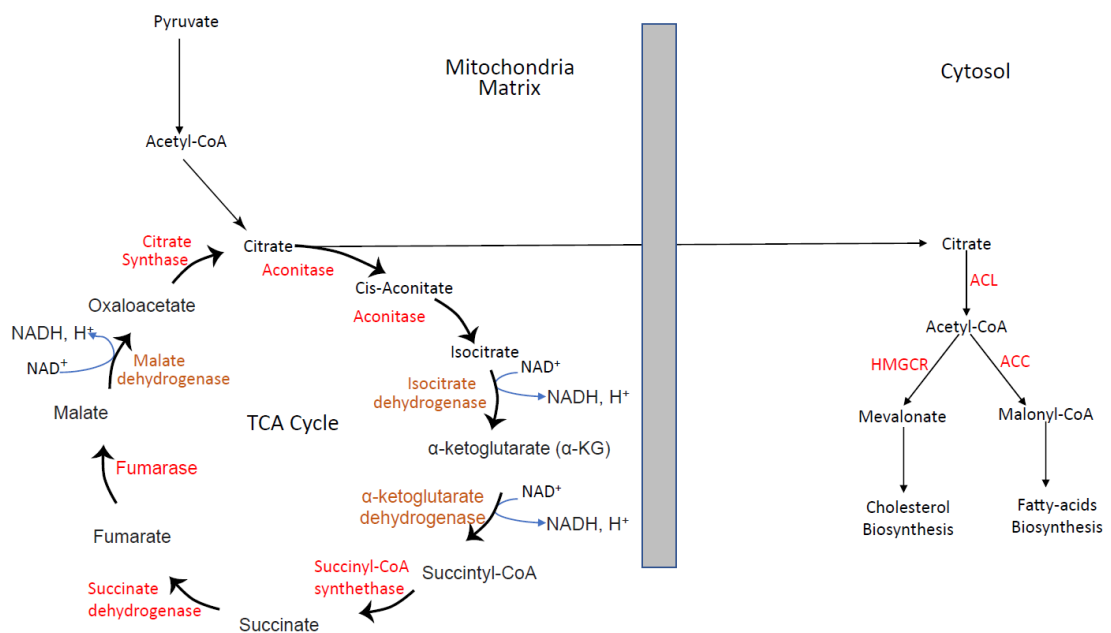 Pyruvate
Mitochondria
Matrix
Cytosol
Acetyl-CoA
Citrate
Synthase
Citrate
Aconitase
Citrate
ACL
Cis-Aconitate
Aconitase
Oxaloacetate
NADH, H⁺
NAD⁺
Malate
dehydrogenase
Isocitrate
NAD⁺
Isocitrate
dehydrogenase
NADH, H⁺
Acetyl-CoA
HMGCR
ACC
Malate
TCA Cycle
Mevalonate
Malonyl-CoA
α-ketoglutarate (α-KG)
Fumarase
α-ketoglutarate
dehydrogenase
NAD⁺
NADH, H⁺
Cholesterol
Biosynthesis
Fatty-acids
Biosynthesis
Fumarate
Succinyl-CoA
synthethase
Succintyl-CoA
Succinate
dehydrogenase
Succinate